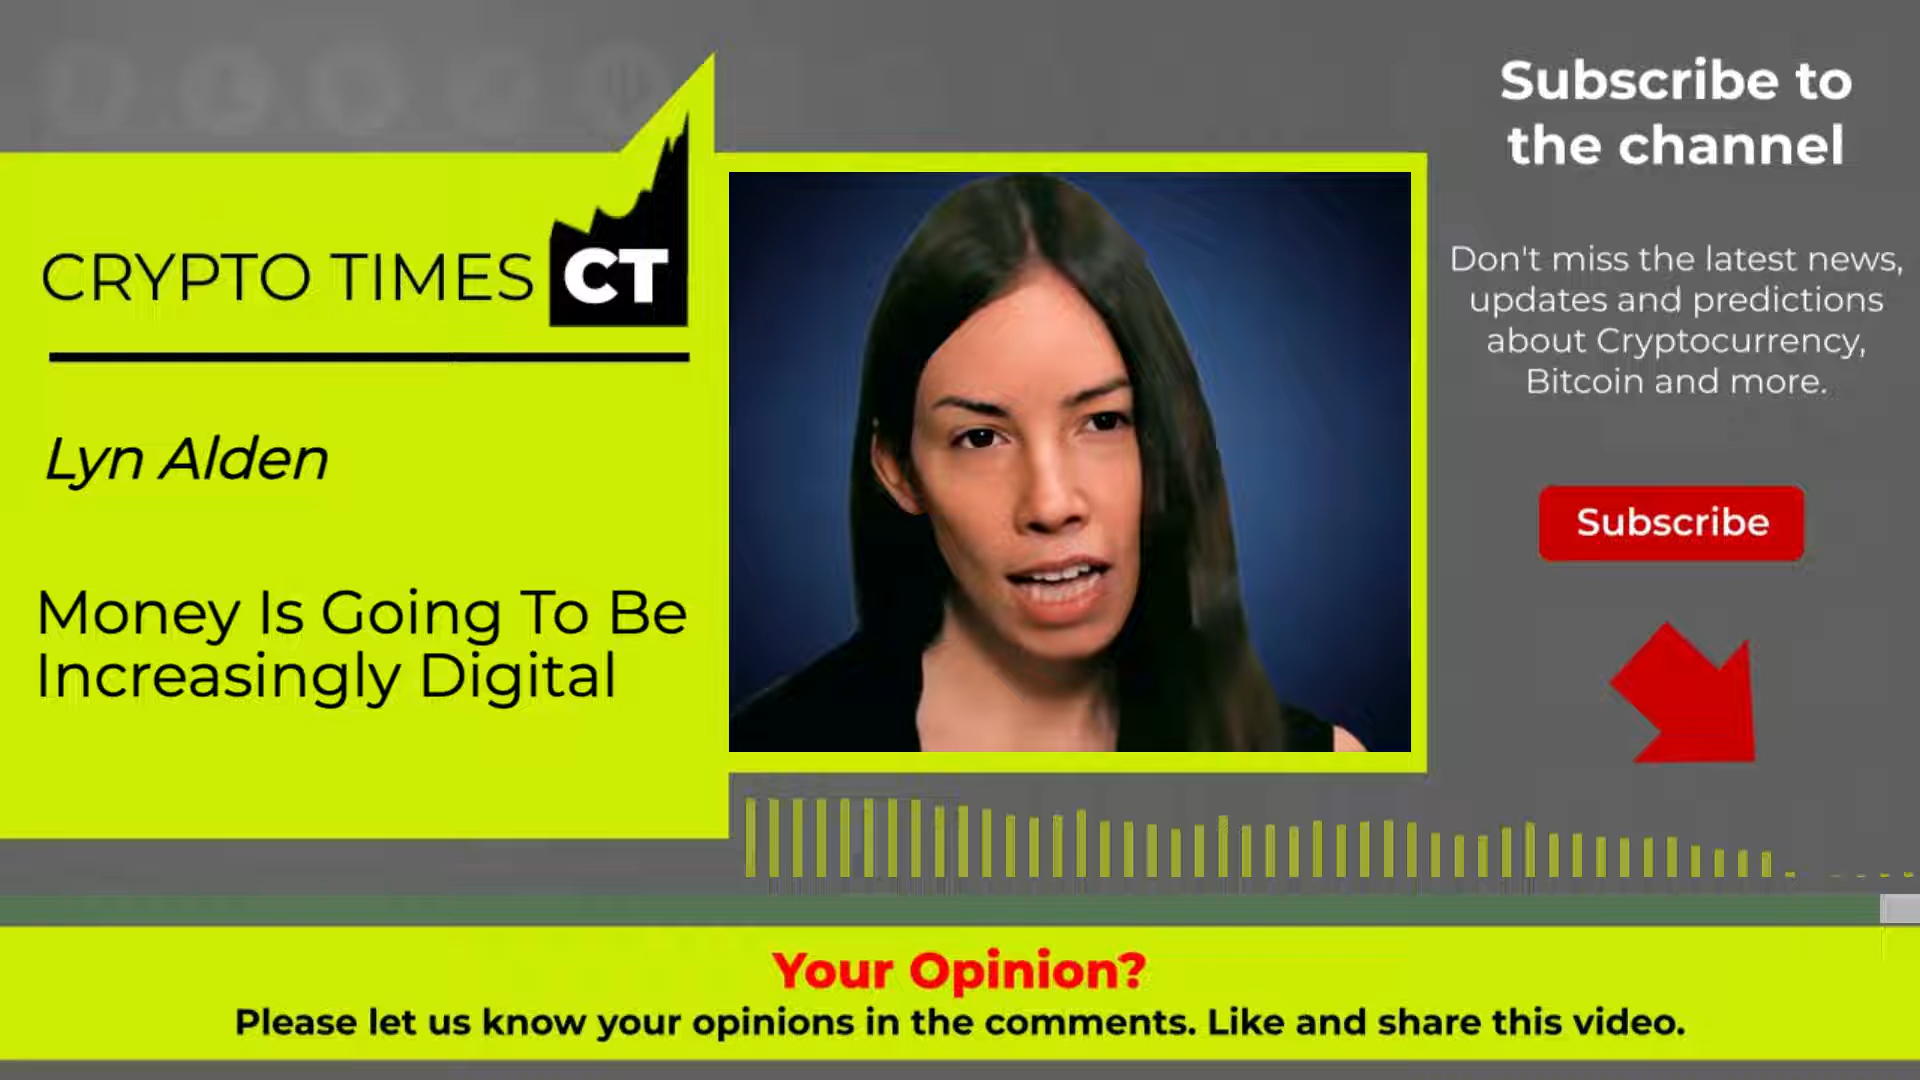 CRYPTO TIMES CT
Lyn Alden
Money Is Going To Be
Increasingly Digital
Subscribe to
the channel
Don't miss the latest news,
updates and predictions
about Cryptocurrency,
Bitcoin and more.
Subscribe
Your Opinion?
Please let us know your opinions in the comments. Like and share this video.